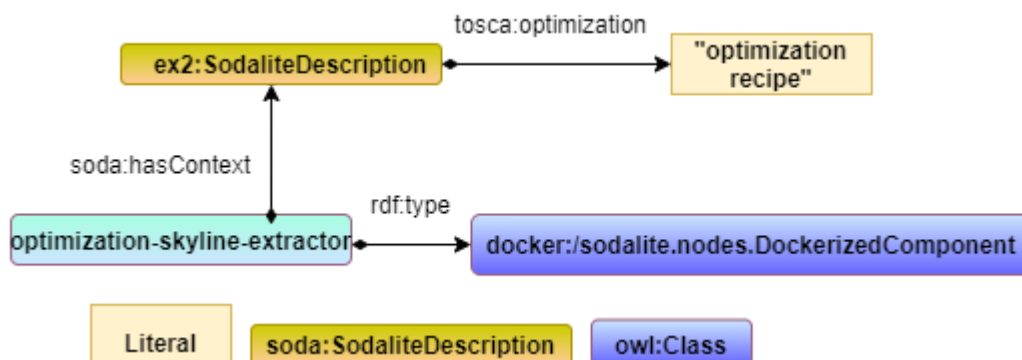 tosca:optimization
ex2:SodaliteDescription
"optimization
recipe"
soda:hasContext
rdf:type
optimization-skyline-extractor
docker:/sodalite.nodes.DockerizedComponent
Literal
soda:SodaliteDescription
owl:Class